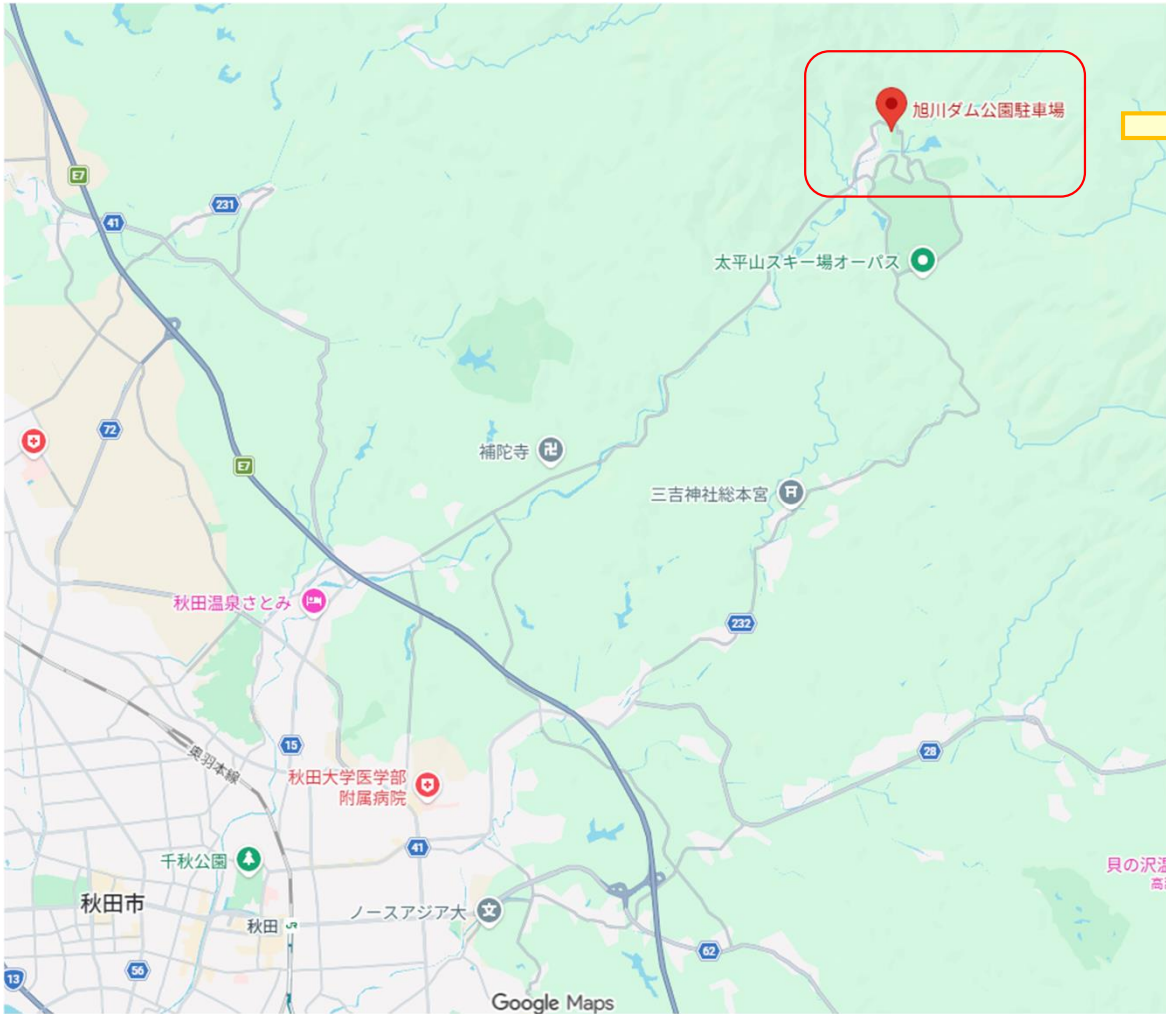 旭川ダム公園駐車場
E7
231
41
太平山スキー場オーパス
72
補陀寺
E7
三吉神社総本宮
秋田温泉さとみ
232
15
奥羽本線
28
秋田大学医学部
附属病院
41
千秋公園
貝の沢温
高
秋田市
ノースアジア大
秋田
JR
62
56
13
Google Maps